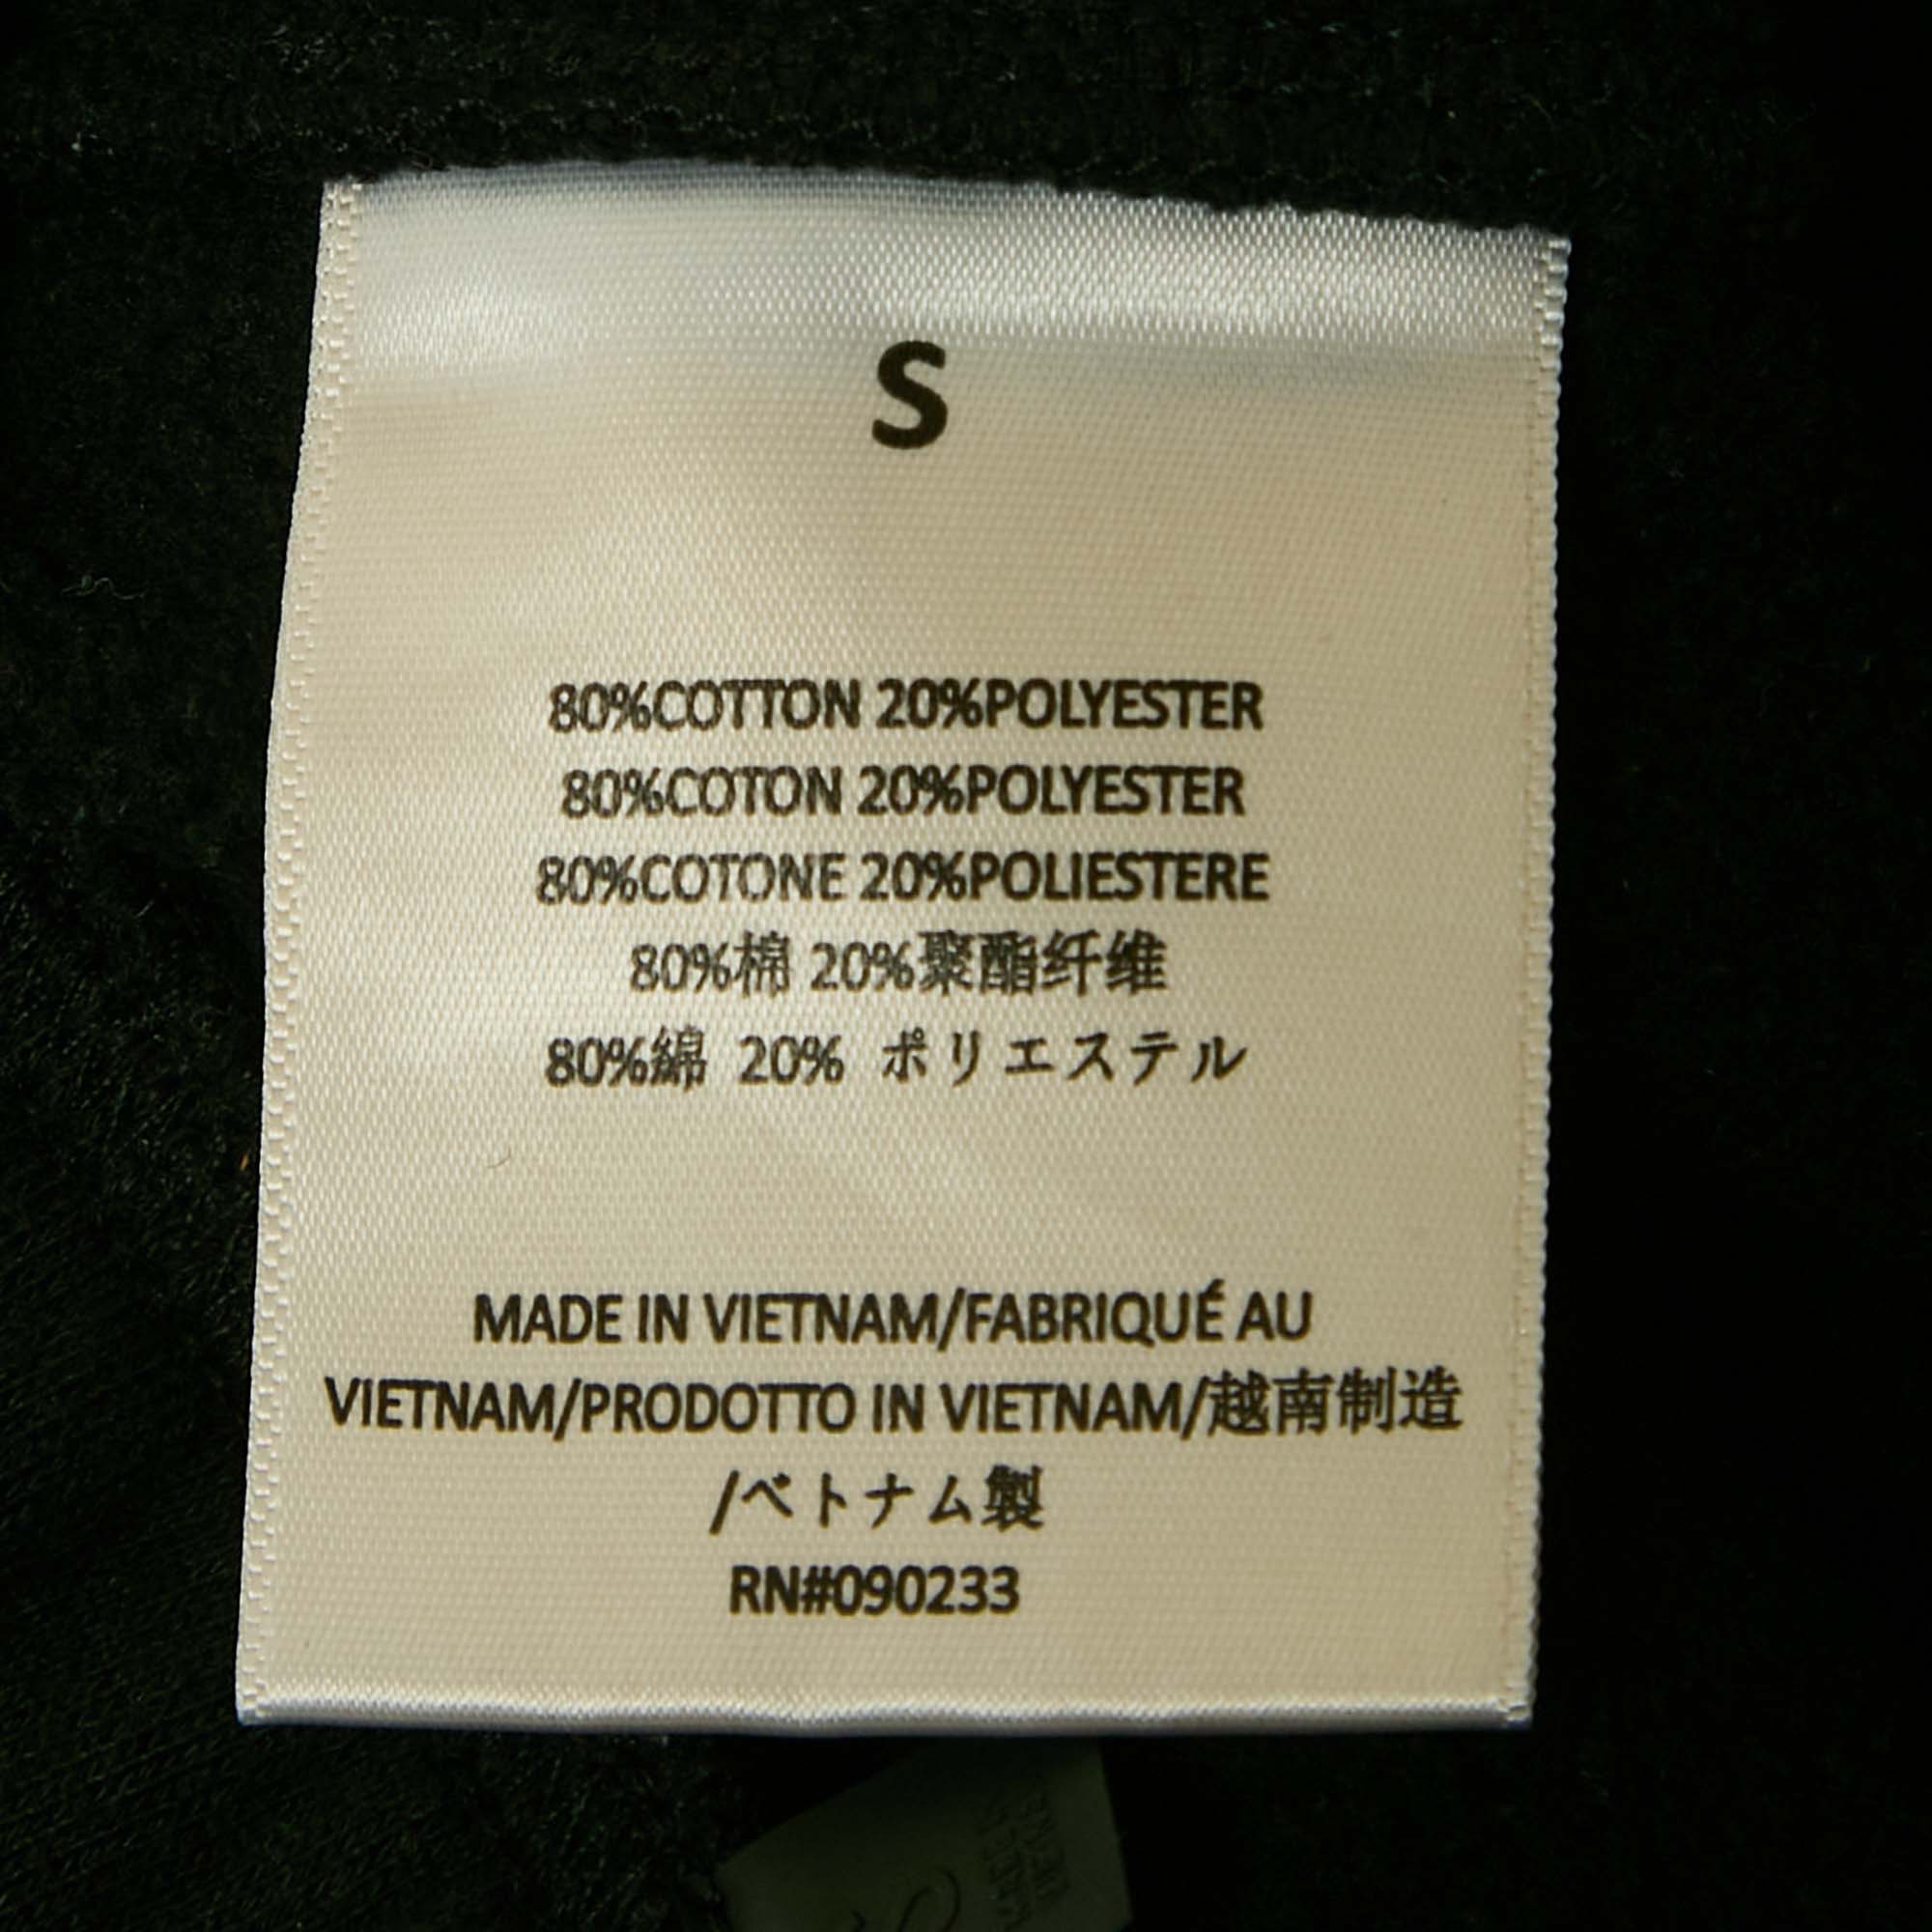 S
80%COTTON 20%POLYESTER
80%COTON 20%POLYESTER
80%COTONE 20%POLIESTERE
80%棉 20%聚酯纤维
80%綿 20% ポリエステル
MADE IN VIETNAM/FABRIQUÉ AU
VIETNAM/PRODOTTO IN VIETNAM/越南制造
/ベトナム製
RN#090233